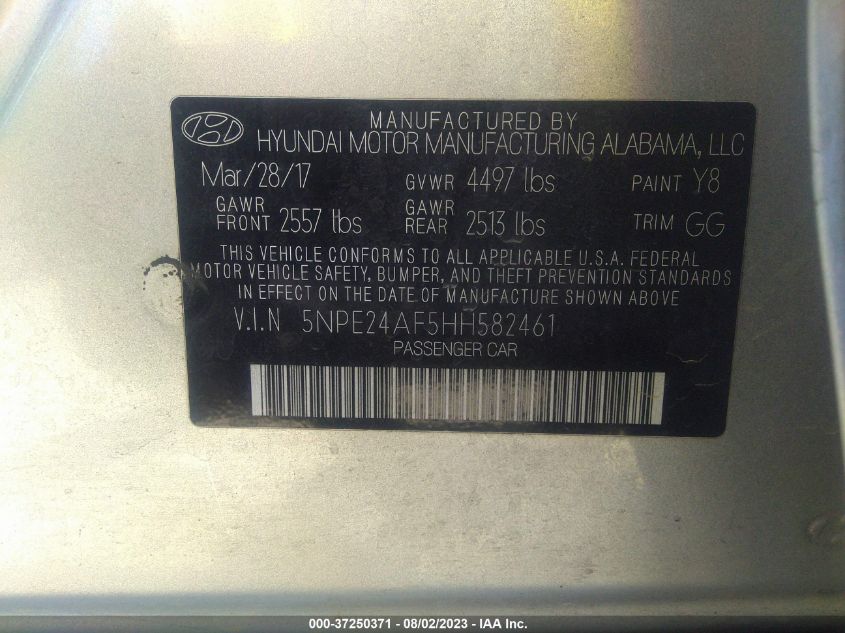 MANUFACTURED BY
HYUNDAI MOTOR MANUFACTURING ALABAMA, LLC
Mar/28/17 GVWR 4497 lbs PAINT Y8
GAWR FRONT 2557 lbs GAWR REAR 2513 lbs TRIM GG
THIS VEHICLE CONFORMS TO ALL APPLICABLE U.S.A. FEDERAL
MOTOR VEHICLE SAFETY, BUMPER, AND THEFT PREVENTION STANDARDS
IN EFFECT ON THE DATE OF MANUFACTURE SHOWN ABOVE
V.I.N 5NPE24AF5HH582461
PASSENGER CAR
000-37250371 - 08/02/2023 - IAA Inc.